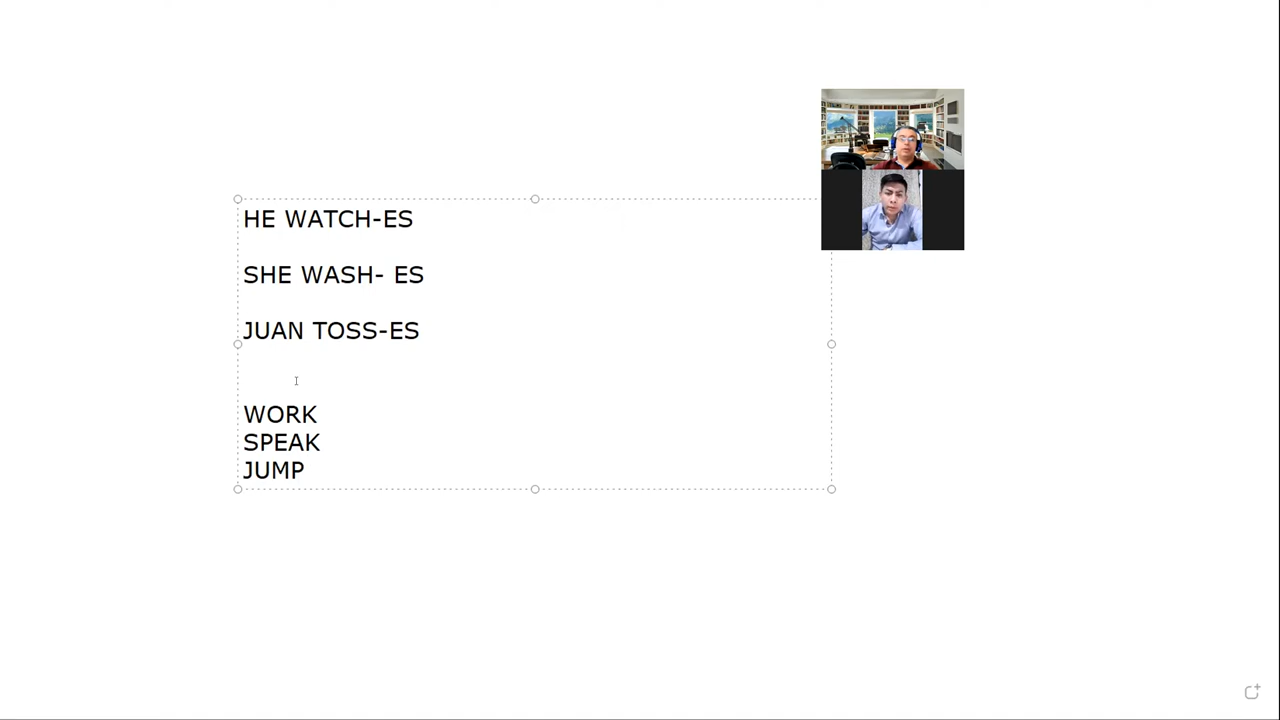 HE WATCH-ES
SHE WASH- ES
JUAN TOSS-ES
WORK
SPEAK
JUMP